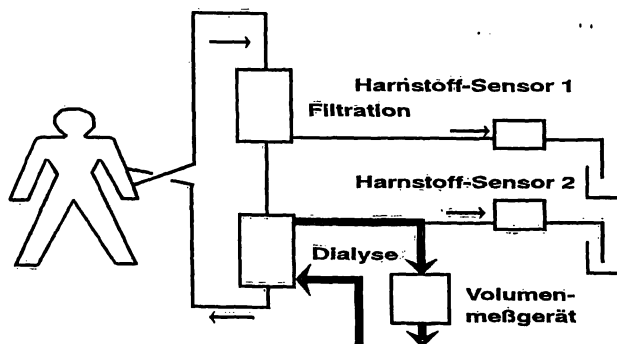 Harnstoff-Sensor 1
Filtration
Harnstoff-Sensor 2
Dialyse
Volumen-
meßgerät